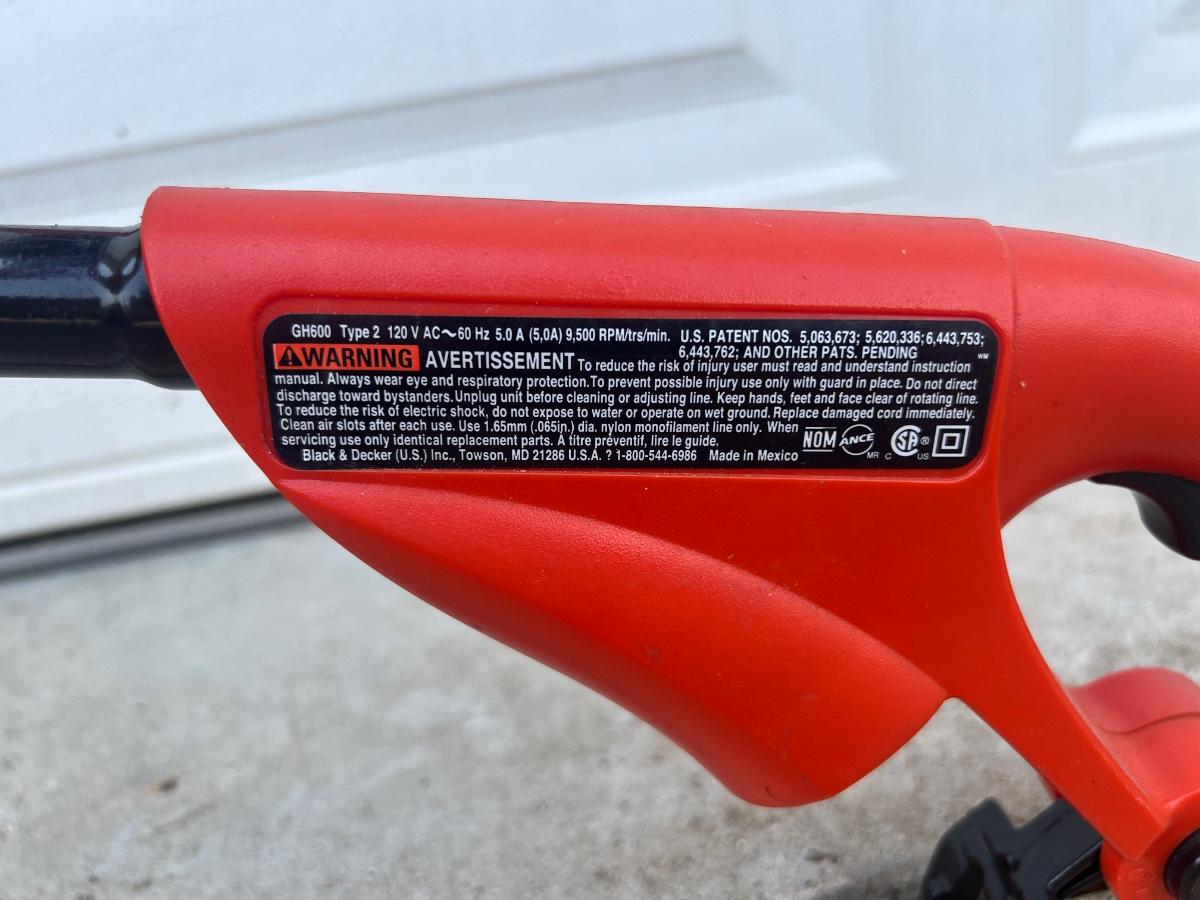 GH600 Type 2 120 V AC~60 Hz 5.0 A (5,0A) 9,500 RPM/trs/min. U.S. PATENT NOS. 5,063,673; 5,620,336;6,443,753;
6,443,762; AND OTHER PATS. PENDING WM
⚠WARNING AVERTISSEMENT To reduce the risk of injury user must read and understand instruction
manual. Always wear eye and respiratory protection.To prevent possible injury use only with guard in place. Do not direct
discharge toward bystanders.Unplug unit before cleaning or adjusting line. Keep hands, feet and face clear of rotating line.
To reduce the risk of electric shock, do not expose to water or operate on wet ground. Replace damaged cord immediately.
Clean air slots after each use. Use 1.65mm (.065in.) dia. nylon monofilament line only. When
servicing use only identical replacement parts. À titre préventif, lire le guide.
NOM ANCE MR C SA ® US
Black & Decker (U.S.) Inc., Towson, MD 21286 U.S.A. ? 1-800-544-6986 Made in Mexico